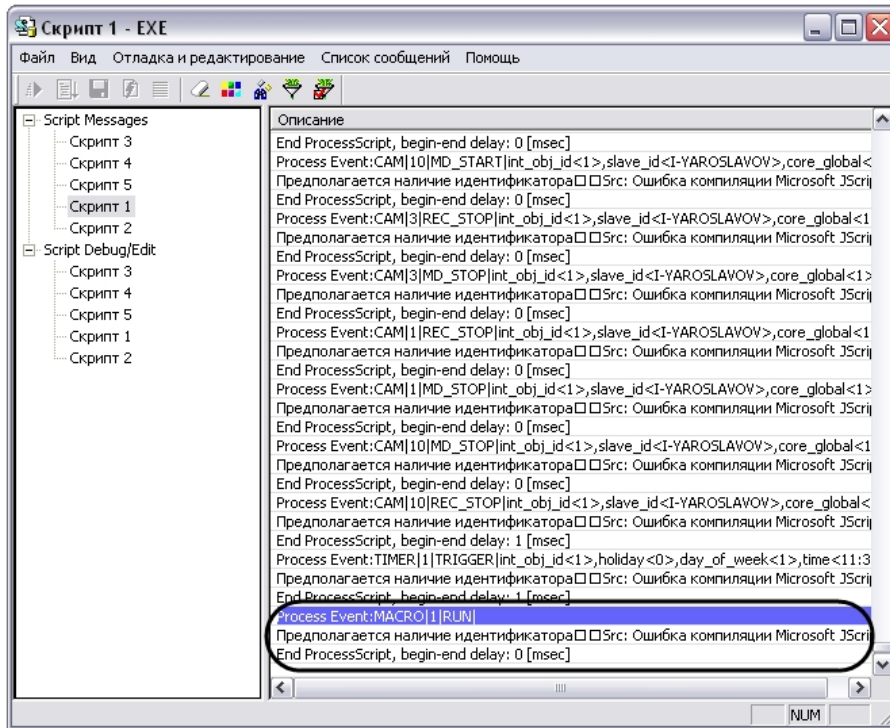 Скрипт 1 - EXE
Файл Вид Отладка и редактирование Список сообщений Помощь
Script Messages
Скрипт 3
Скрипт 4
Скрипт 5
Скрипт 1
Скрипт 2
Script Debug/Edit
Скрипт 3
Скрипт 4
Скрипт 5
Скрипт 1
Скрипт 2
Описание
End ProcessScript, begin-end delay: 0 [msec]
Process Event:CAM|10|MD_START|int_obj_id<1>,slave_id<I-YAROSLAVOV>,core_global<
Предполагается наличие идентификатора□□Src: Ошибка компиляции Microsoft JScrip
End ProcessScript, begin-end delay: 0 [msec]
Process Event:CAM|3|REC_STOP|int_obj_id<1>,slave_id<I-YAROSLAVOV>,core_global<1
Предполагается наличие идентификатора□□Src: Ошибка компиляции Microsoft JScrip
End ProcessScript, begin-end delay: 0 [msec]
Process Event:CAM|3|MD_STOP|int_obj_id<1>,slave_id<I-YAROSLAVOV>,core_global<1>
Предполагается наличие идентификатора□□Src: Ошибка компиляции Microsoft JScrip
End ProcessScript, begin-end delay: 0 [msec]
Process Event:CAM|1|REC_STOP|int_obj_id<1>,slave_id<I-YAROSLAVOV>,core_global<1
Предполагается наличие идентификатора□□Src: Ошибка компиляции Microsoft JScrip
End ProcessScript, begin-end delay: 0 [msec]
Process Event:CAM|1|MD_STOP|int_obj_id<1>,slave_id<I-YAROSLAVOV>,core_global<1>
Предполагается наличие идентификатора□□Src: Ошибка компиляции Microsoft JScrip
End ProcessScript, begin-end delay: 0 [msec]
Process Event:CAM|10|MD_STOP|int_obj_id<1>,slave_id<I-YAROSLAVOV>,core_global<1
Предполагается наличие идентификатора□□Src: Ошибка компиляции Microsoft JScrip
End ProcessScript, begin-end delay: 0 [msec]
Process Event:CAM|10|REC_STOP|int_obj_id<1>,slave_id<I-YAROSLAVOV>,core_global<
Предполагается наличие идентификатора□□Src: Ошибка компиляции Microsoft JScrip
End ProcessScript, begin-end delay: 1 [msec]
Process Event:TIMER|1|TRIGGER|int_obj_id<1>,holiday<0>,day_of_week<1>,time<11:3
Предполагается наличие идентификатора□□Src: Ошибка компиляции Microsoft JScrip
End ProcessScript, begin-end delay: 1 [msec]
Process Event:MACRO|1|RUN|
Предполагается наличие идентификатора□□Src: Ошибка компиляции Microsoft JScrip
End ProcessScript, begin-end delay: 0 [msec]
NUM